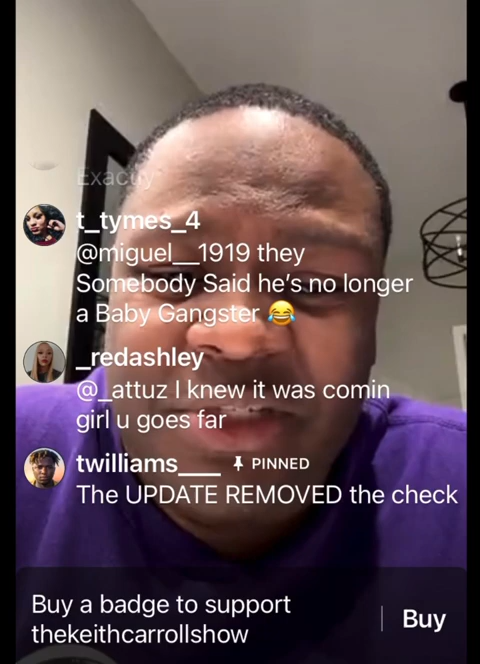 Exactly
t_tymes_4
@miguel__1919 they
Somebody Said he’s no longer
a Baby Gangster 😂
_redashley
@_attuz I knew it was comin
girl u goes far
twilliams___ PINNED
The UPDATE REMOVED the check
Buy a badge to support
thekeithcarrollshow
Buy